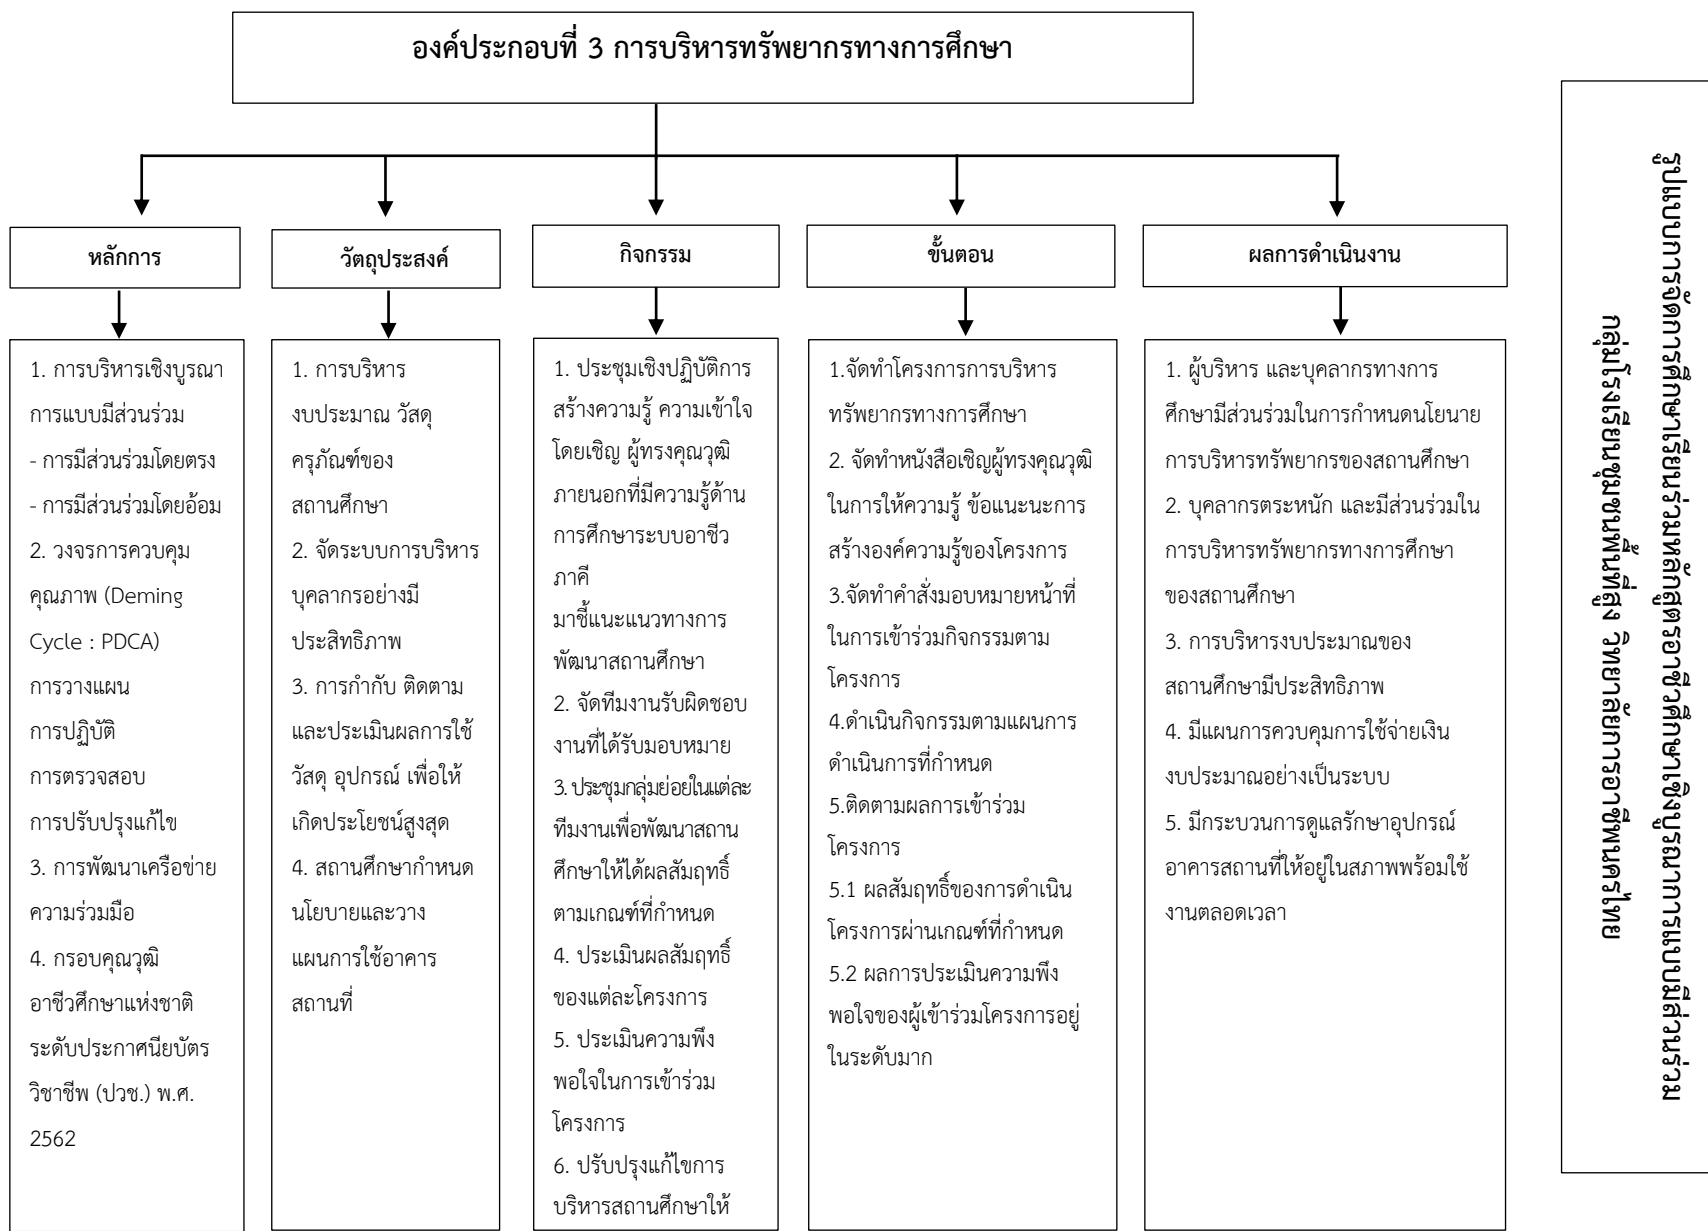 องค์ประกอบที่ 3 การบริหารทรัพยากรทางการศึกษา
หลักการ
1. การบริหารเชิงบูรณา
การแบบมีส่วนร่วม
- การมีส่วนร่วมโดยตรง
- การมีส่วนร่วมโดยอ้อม
2. วงจรการควบคุม
คุณภาพ (Deming
Cycle : PDCA)
การวางแผน
การปฏิบัติ
การตรวจสอบ
การปรับปรุงแก้ไข
3. การพัฒนาเครือข่าย
ความร่วมมือ
4. กรอบคุณวุฒิ
อาชีวศึกษาแห่งชาติ
ระดับประกาศนียบัตร
วิชาชีพ (ปวช.) พ.ศ.
2562
วัตถุประสงค์
1. การบริหาร
งบประมาณ วัสดุ
ครุภัณฑ์ของ
สถานศึกษา
2. จัดระบบการบริหาร
บุคลากรอย่างมี
ประสิทธิภาพ
3. การกำกับ ติดตาม
และประเมินผลการใช้
วัสดุ อุปกรณ์ เพื่อให้
เกิดประโยชน์สูงสุด
4. สถานศึกษากำหนด
นโยบายและวาง
แผนการใช้อาคาร
สถานที่
กิจกรรม
1. ประชุมเชิงปฏิบัติการ
สร้างความรู้ ความเข้าใจ
โดยเชิญ ผู้ทรงคุณวุฒิ
ภายนอกที่มีความรู้ด้าน
การศึกษาระบบอาชีว
ภาคี
มาชี้แนะแนวทางการ
พัฒนาสถานศึกษา
2. จัดทีมงานรับผิดชอบ
งานที่ได้รับมอบหมาย
3. ประชุมกลุ่มย่อยในแต่ละ
ทีมงานเพื่อพัฒนาสถาน
ศึกษาให้ได้ผลสัมฤทธิ์
ตามเกณฑ์ที่กำหนด
4. ประเมินผลสัมฤทธิ์
ของแต่ละโครงการ
5. ประเมินความพึง
พอใจในการเข้าร่วม
โครงการ
6. ปรับปรุงแก้ไขการ
บริหารสถานศึกษาให้
ขั้นตอน
1.จัดทำโครงการการบริหาร
ทรัพยากรทางการศึกษา
2. จัดทำหนังสือเชิญผู้ทรงคุณวุฒิ
ในการให้ความรู้ ข้อแนะนะการ
สร้างองค์ความรู้ของโครงการ
3.จัดทำคำสั่งมอบหมายหน้าที่
ในการเข้าร่วมกิจกรรมตาม
โครงการ
4.ดำเนินกิจกรรมตามแผนการ
ดำเนินการที่กำหนด
5.ติดตามผลการเข้าร่วม
โครงการ
5.1 ผลสัมฤทธิ์ของการดำเนิน
โครงการผ่านเกณฑ์ที่กำหนด
5.2 ผลการประเมินความพึง
พอใจของผู้เข้าร่วมโครงการอยู่
ในระดับมาก
ผลการดำเนินงาน
1. ผู้บริหาร และบุคลากรทางการ
ศึกษามีส่วนร่วมในการกำหนดนโยนาย
การบริหารทรัพยากรของสถานศึกษา
2. บุคลากรตระหนัก และมีส่วนร่วมใน
การบริหารทรัพยากรทางการศึกษา
ของสถานศึกษา
3. การบริหารงบประมาณของ
สถานศึกษามีประสิทธิภาพ
4. มีแผนการควบคุมการใช้จ่ายเงิน
งบประมาณอย่างเป็นระบบ
5. มีกระบวนการดูแลรักษาอุปกรณ์
อาคารสถานที่ให้อยู่ในสภาพพร้อมใช้
งานตลอดเวลา
รูปแบบการจัดการศึกษาเรียนร่วมหลักสูตรอาชีวศึกษาเชิงบูรณาการแบบมีส่วนร่วม
กลุ่มโรงเรียนชุมชนพื้นที่สูง วิทยาลัยการอาชีพนครไทย